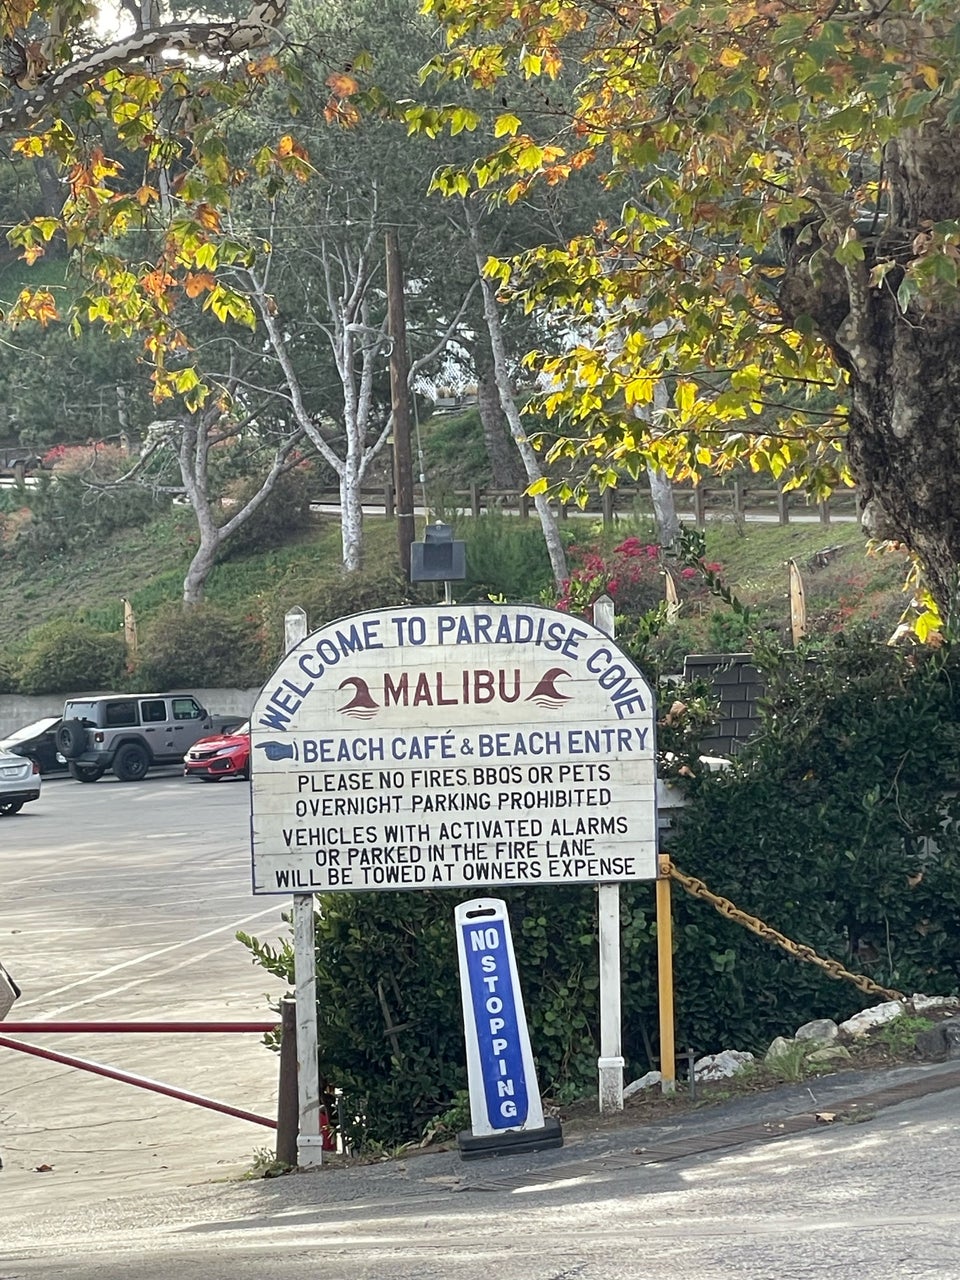 WELCOME TO PARADISE COVE
MALIBU
BEACH CAFÉ & BEACH ENTRY
PLEASE NO FIRES, BBQS OR PETS
OVERNIGHT PARKING PROHIBITED
VEHICLES WITH ACTIVATED ALARMS
OR PARKED IN THE FIRE LANE
WILL BE TOWED AT OWNERS EXPENSE
NO STOPPING